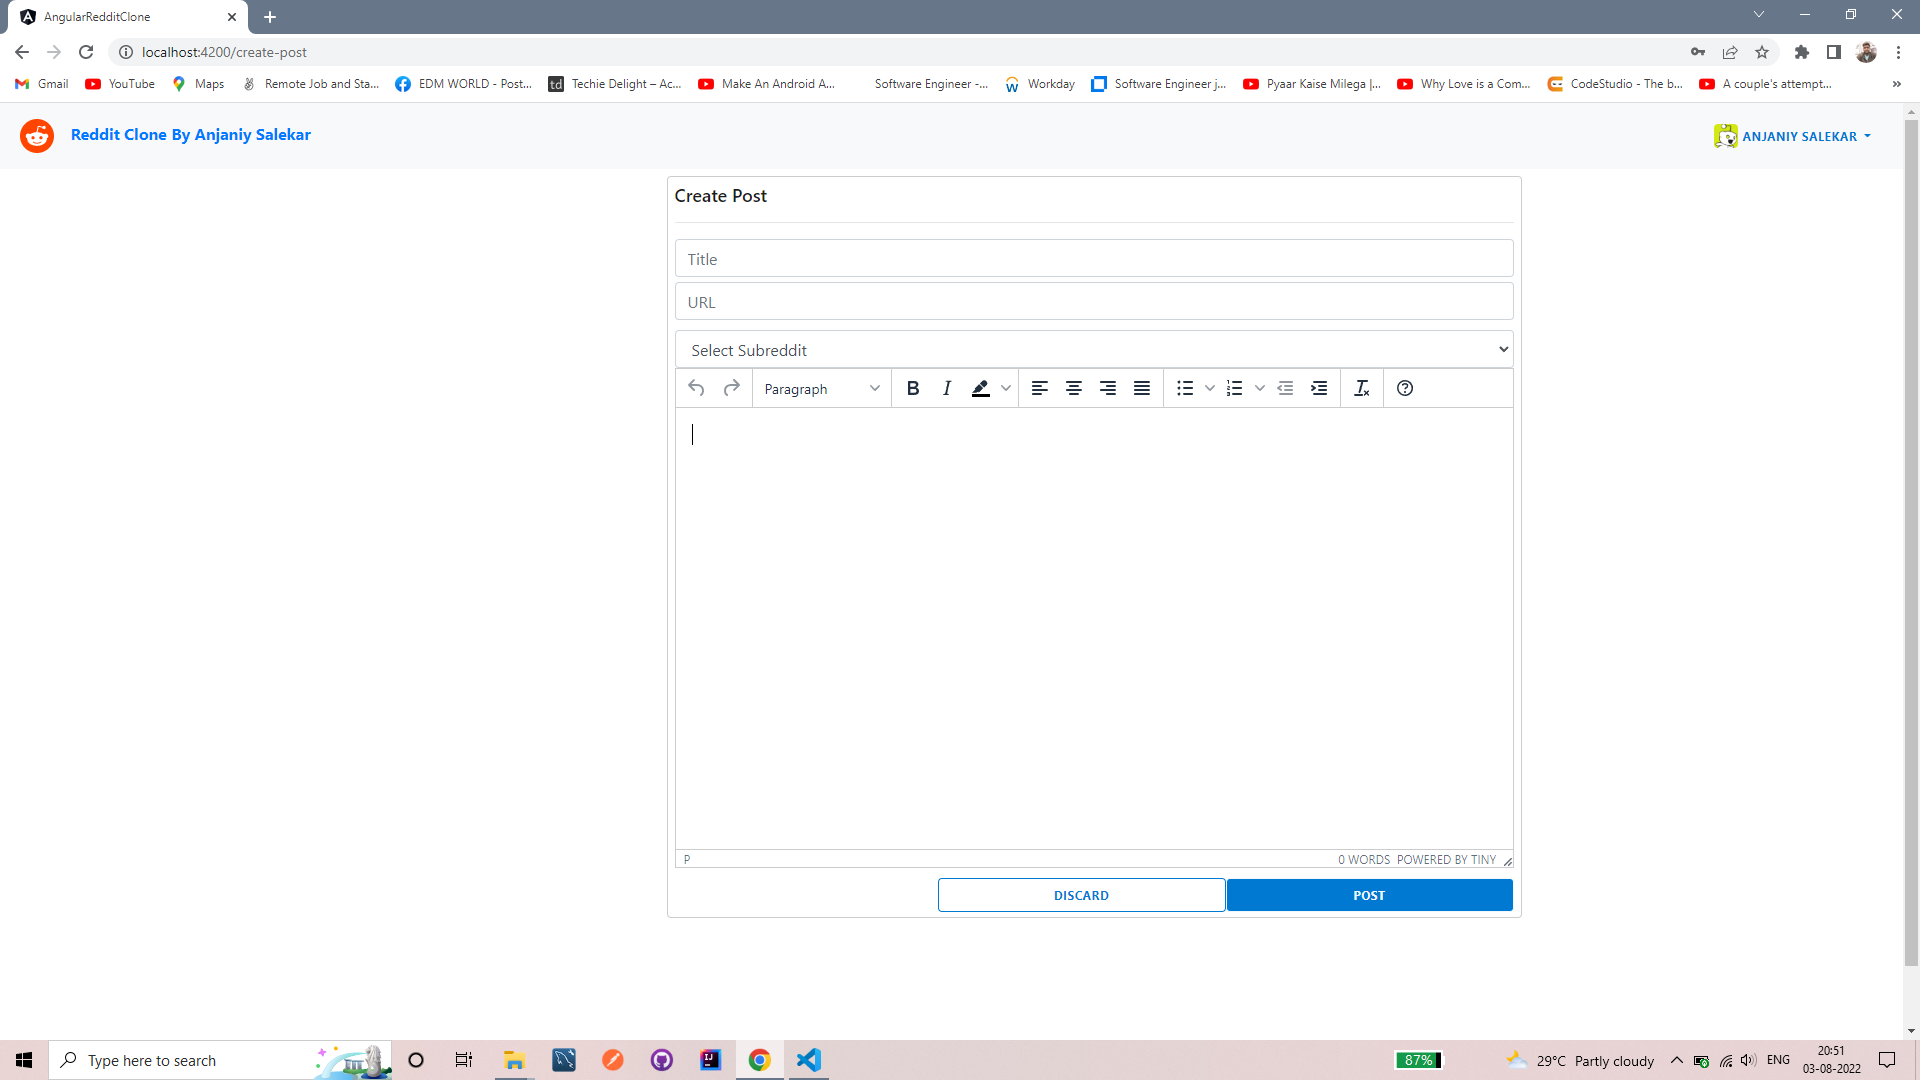 AngularRedditClone
localhost:4200/create-post
Gmail YouTube Maps Remote Job and Sta... EDM WORLD - Post... Techie Delight – Ac... Make An Android A... Software Engineer -... Workday Software Engineer j... Pyaar Kaise Milega |... Why Love is a Com... CodeStudio - The b... A couple's attempt... »
Reddit Clone By Anjaniy Salekar
ANJANIY SALEKAR
Create Post
Title
URL
Select Subreddit
Paragraph
P
0 WORDS POWERED BY TINY
DISCARD
POST
Type here to search
87%
29°C Partly cloudy
ENG
20:51
03-08-2022